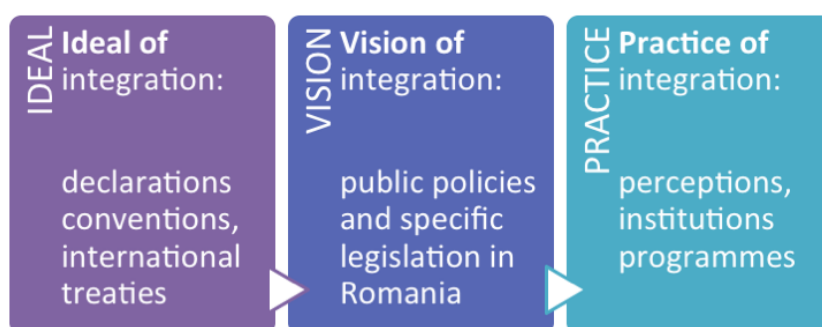 IDEAL
Ideal of
integration:
declarations
conventions,
international
treaties
VISION
Vision of
integration:
public policies
and specific
legislation in
Romania
PRACTICE
Practice of
integration:
perceptions,
institutions
programmes